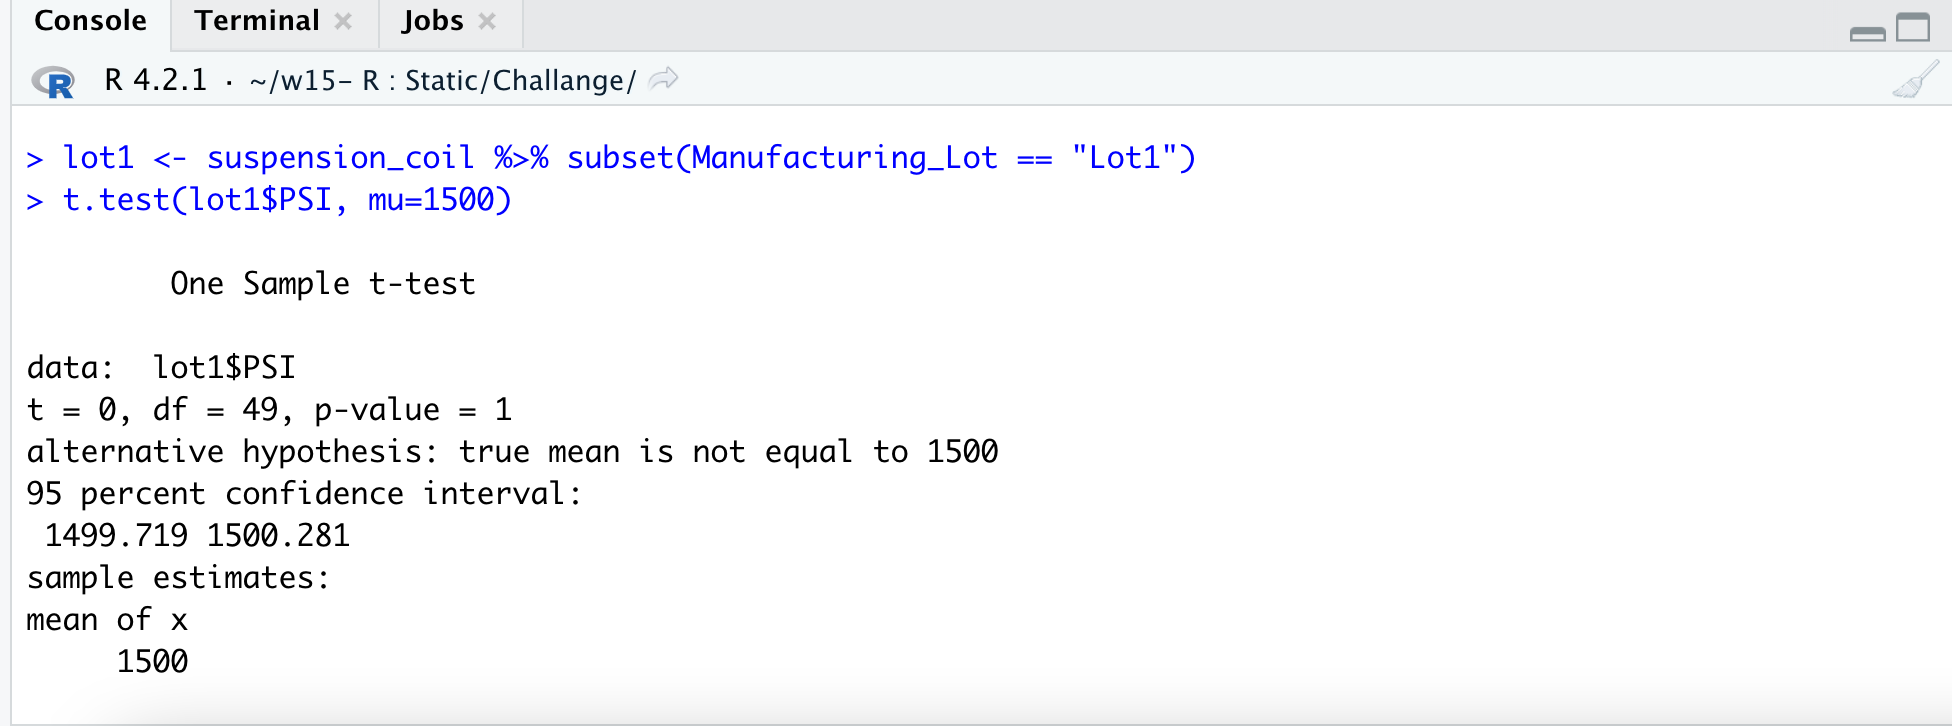 Console Terminal Jobs
R R 4.2.1 · ~/w15- R : Static/Challange/
> lot1 <- suspension_coil %>% subset(Manufacturing_Lot == "Lot1")
> t.test(lot1$PSI, mu=1500)
One Sample t-test
data:  lot1$PSI
t = 0, df = 49, p-value = 1
alternative hypothesis: true mean is not equal to 1500
95 percent confidence interval:
1499.719 1500.281
sample estimates:
mean of x
1500